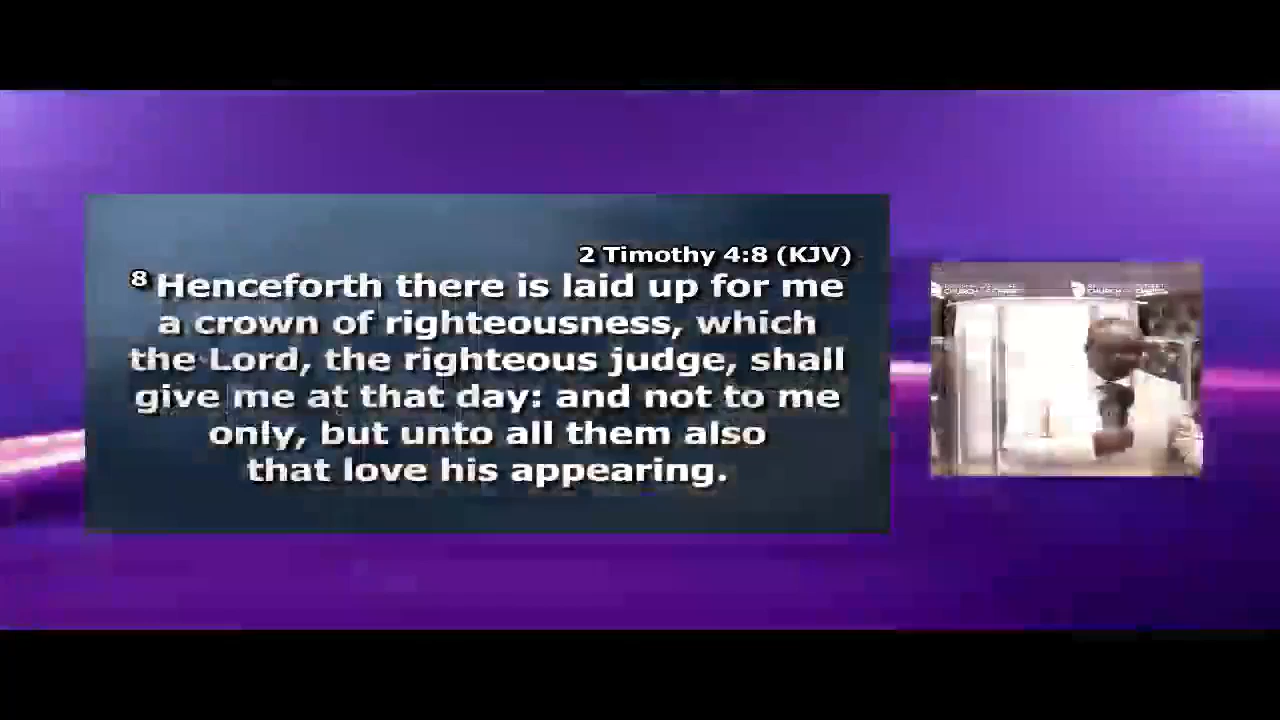 2 Timothy 4:8 (KJV)
8 Henceforth there is laid up for me
a crown of righteousness, which
the Lord, the righteous judge, shall
give me at that day: and not to me
only, but unto all them also
that love his appearing.
CHURCH
CHURCH